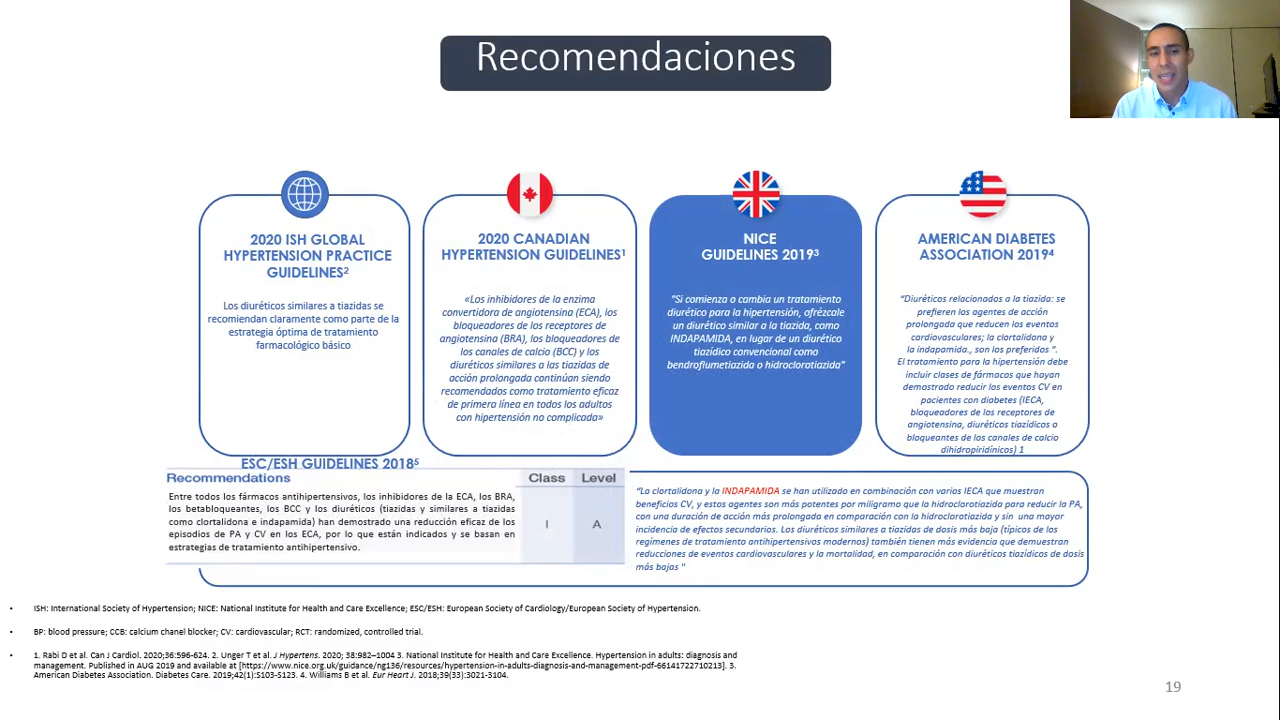 Recomendaciones
2020 ISH GLOBAL
HYPERTENSION PRACTICE
GUIDELINES²
Los diuréticos similares a tiazidas se
recomiendan claramente como parte de la
estrategia óptima de tratamiento
farmacológico básico
2020 CANADIAN
HYPERTENSION GUIDELINES¹
«Los inhibidores de la enzima
convertidora de angiotensina (ECA), los
bloqueadores de los receptores de
angiotensina (BRA), los bloqueadores de
los canales de calcio (BCC) y los
diuréticos similares a las tiazidas de
acción prolongada continúan siendo
recomendados como tratamiento eficaz
de primera línea en todos los adultos
con hipertensión no complicada»
NICE
GUIDELINES 2019³
"Si comienza o cambia un tratamiento
diurético para la hipertensión, ofrézcale
un diurético similar a la tiazida, como
INDAPAMIDA, en lugar de un diurético
tiazídico convencional como
bendroflumetiazida o hidroclorotiazida"
AMERICAN DIABETES
ASSOCIATION 2019⁴
"Diuréticos relacionados a la tiazida: se
prefieren los agentes de acción
prolongada que reducen los eventos
cardiovasculares; la clortalidona y
la indapamida., son los preferidos ".
El tratamiento para la hipertensión debe
incluir clases de fármacos que hayan
demostrado reducir los eventos CV en
pacientes con diabetes (IECA,
bloqueadores de los receptores de
angiotensina, diuréticos tiazídicos o
bloqueantes de los canales de calcio
dihidropiridínicos) 1
ESC/ESH GUIDELINES 2018⁵
Recommendations Class Level
Entre todos los fármacos antihipertensivos, los inhibidores de la ECA, los BRA,
los betabloqueantes, los BCC y los diuréticos (tiazidas y similares a tiazidas
como clortalidona e indapamida) han demostrado una reducción eficaz de los
episodios de PA y CV en los ECA, por lo que están indicados y se basan en
estrategias de tratamiento antihipertensivo.
I A
"La clortalidona y la INDAPAMIDA se han utilizado en combinación con varios IECA que muestran
beneficios CV, y estos agentes son más potentes por miligramo que la hidroclorotiazida para reducir la PA,
con una duración de acción más prolongada en comparación con la hidroclorotiazida y sin una mayor
incidencia de efectos secundarios. Los diuréticos similares a tiazidas de dosis más baja (típicos de los
regímenes de tratamiento antihipertensivos modernos) también tienen más evidencia que demuestran
reducciones de eventos cardiovasculares y la mortalidad, en comparación con diuréticos tiazídicos de dosis
más bajas "
• ISH: International Society of Hypertension; NICE: National Institute for Health and Care Excellence; ESC/ESH: European Society of Cardiology/European Society of Hypertension.
• BP: blood pressure; CCB: calcium chanel blocker; CV: cardiovascular; RCT: randomized, controlled trial.
• 1. Rabi D et al. Can J Cardiol. 2020;36:596-624. 2. Unger T et al. J Hypertens. 2020; 38:982–1004 3. National Institute for Health and Care Excellence. Hypertension in adults: diagnosis and
management. Published in AUG 2019 and available at [https://www.nice.org.uk/guidance/ng136/resources/hypertension-in-adults-diagnosis-and-management-pdf-66141722710213]. 3.
American Diabetes Association. Diabetes Care. 2019;42(1):S103-S123. 4. Williams B et al. Eur Heart J. 2018;39(33):3021-3104.
19